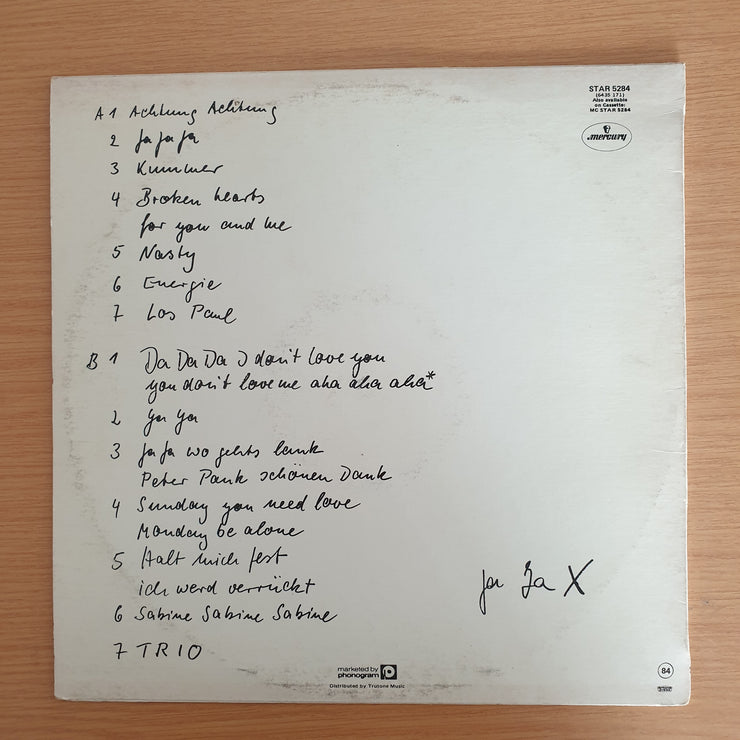 STAR 5284
(6435 171)
Also available
on Cassette:
MC STAR 5284
mercury
A 1 Achtung Achtung
2 Ja Ja Ja
3 Kummer
4 Broken hearts
for you and me
5 Nasty
6 Energie
7 Los Paul
B 1 Da Da Da I don't love you
you don't love me aha aha aha*
2 Ya Ya
3 Ja Ja wo gehts lank
Peter Pank schönen Dank
4 Sunday you need love
Monday be alone
5 Halt mich fest
ich werd verrückt
6 Sabine Sabine Sabine
7 TRIO
Ja Ja X
marketed by
phonogram
Distributed by Trutone Music
84